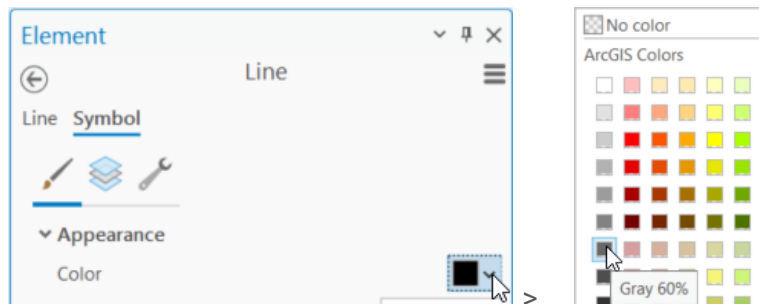 Element
Line
Line Symbol
Appearance
Color
>
No color
ArcGIS Colors
Gray 60%